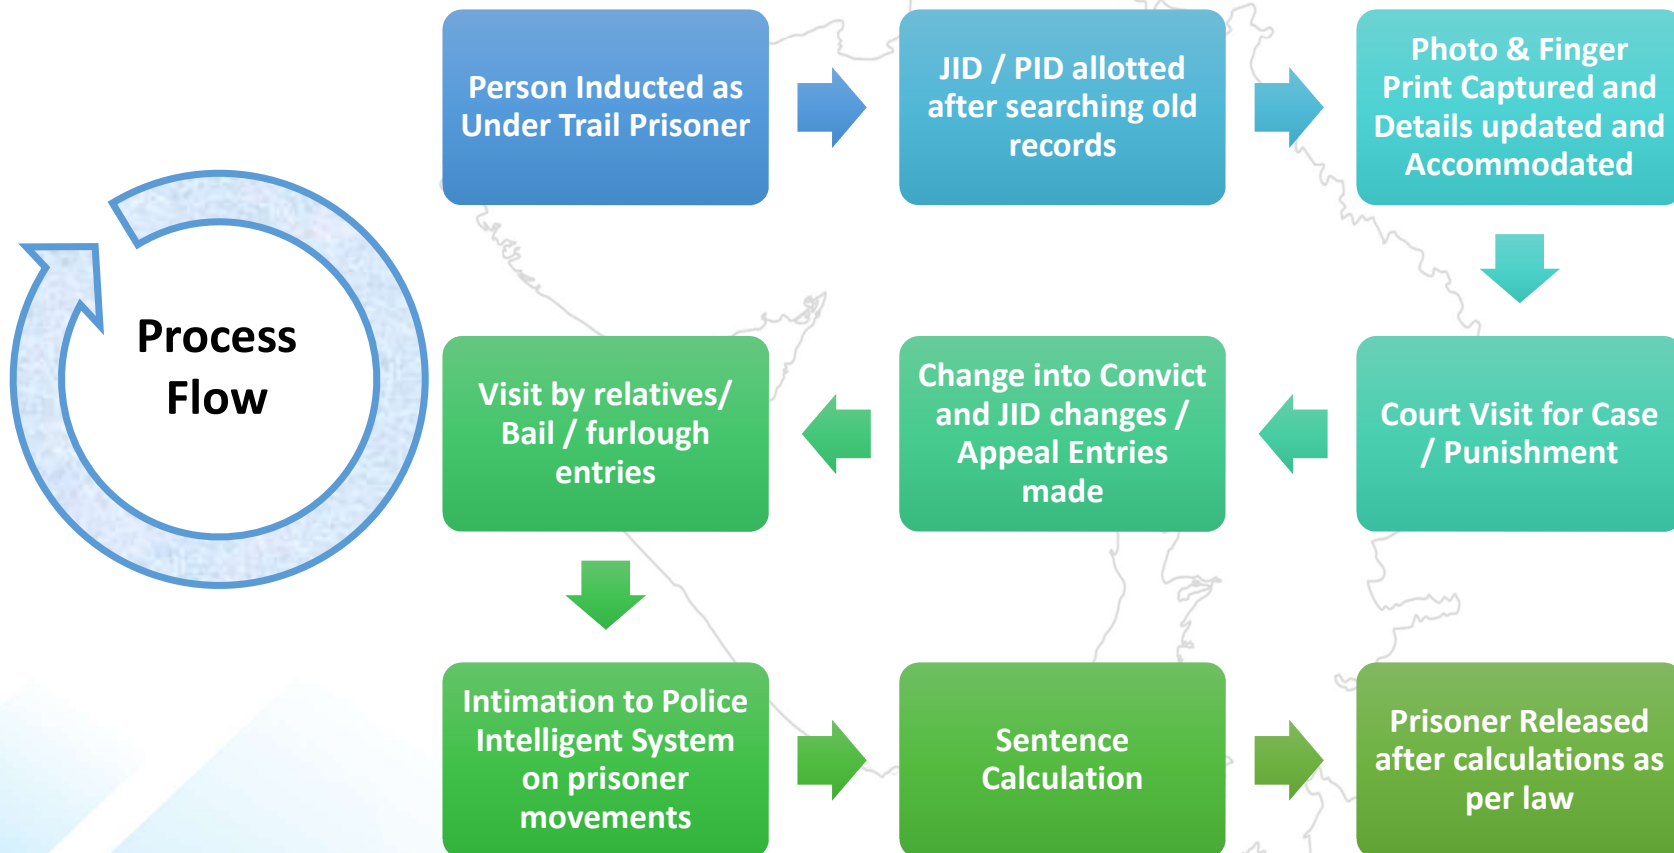 Process
Flow
Person Inducted as
Under Trail Prisoner
JID / PID allotted
after searching old
records
Photo & Finger
Print Captured and
Details updated and
Accommodated
Court Visit for Case
/ Punishment
Change into Convict
and JID changes /
Appeal Entries
made
Visit by relatives/
Bail / furlough
entries
Intimation to Police
Intelligent System
on prisoner
movements
Sentence
Calculation
Prisoner Released
after calculations as
per law